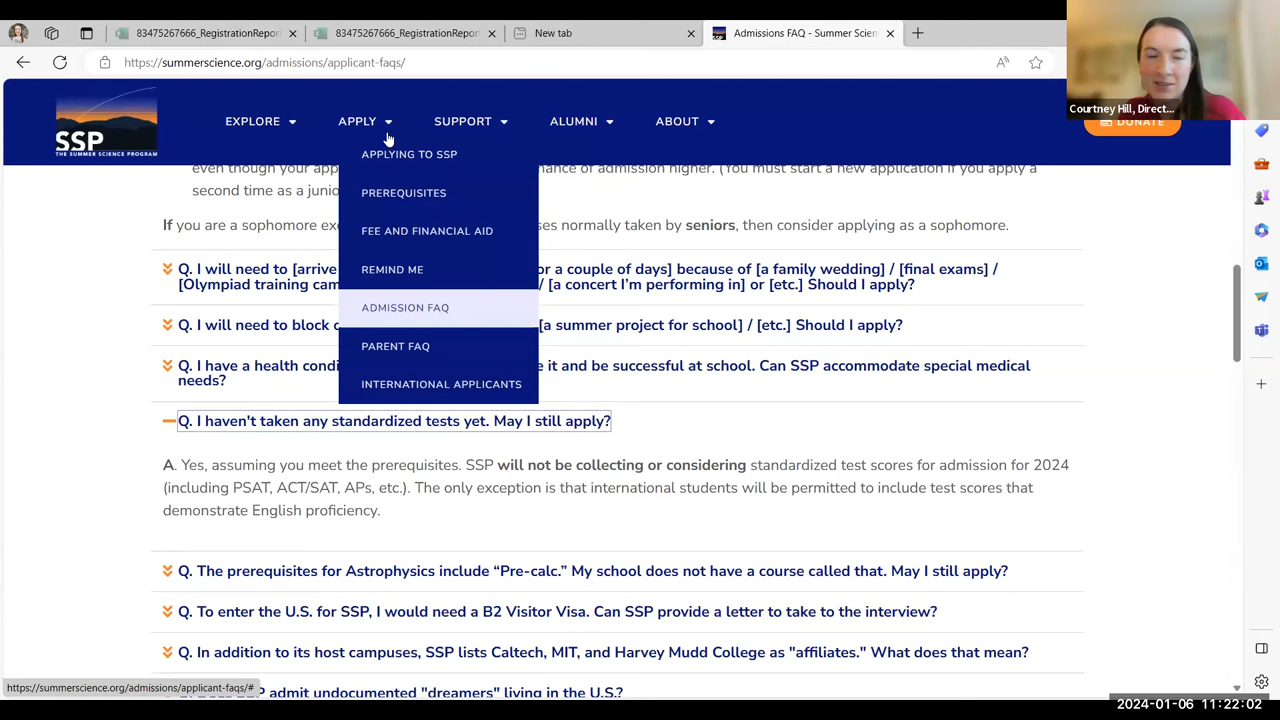 83475267666_RegistrationRepor
83475267666_RegistrationRepor
New tab
Admissions FAQ - Summer Scien
https://summerscience.org/admissions/applicant-faqs/
Courtney Hill, Direct...
SSP
THE SUMMER SCIENCE PROGRAM
EXPLORE
APPLY
SUPPORT
ALUMNI
ABOUT
DONATE
APPLYING TO SSP
PREREQUISITES
FEE AND FINANCIAL AID
REMIND ME
ADMISSION FAQ
PARENT FAQ
INTERNATIONAL APPLICANTS
even though your app ance of admission higher. (You must start a new application if you apply a
second time as a junio
If you are a sophomore ex ses normally taken by seniors, then consider applying as a sophomore.
Q. I will need to [arrive or a couple of days] because of [a family wedding] / [final exams] /
[Olympiad training cam / [a concert I'm performing in] or [etc.] Should I apply?
Q. I will need to block o [a summer project for school] / [etc.] Should I apply?
Q. I have a health condi e it and be successful at school. Can SSP accommodate special medical
needs?
Q. I haven't taken any standardized tests yet. May I still apply?
A. Yes, assuming you meet the prerequisites. SSP will not be collecting or considering standardized test scores for admission for 2024
(including PSAT, ACT/SAT, APs, etc.). The only exception is that international students will be permitted to include test scores that
demonstrate English proficiency.
Q. The prerequisites for Astrophysics include “Pre-calc.” My school does not have a course called that. May I still apply?
Q. To enter the U.S. for SSP, I would need a B2 Visitor Visa. Can SSP provide a letter to take to the interview?
Q. In addition to its host campuses, SSP lists Caltech, MIT, and Harvey Mudd College as "affiliates." What does that mean?
SSP admit undocumented "dreamers" living in the U.S.?
https://summerscience.org/admissions/applicant-faqs/#
2024-01-06 11:22:02